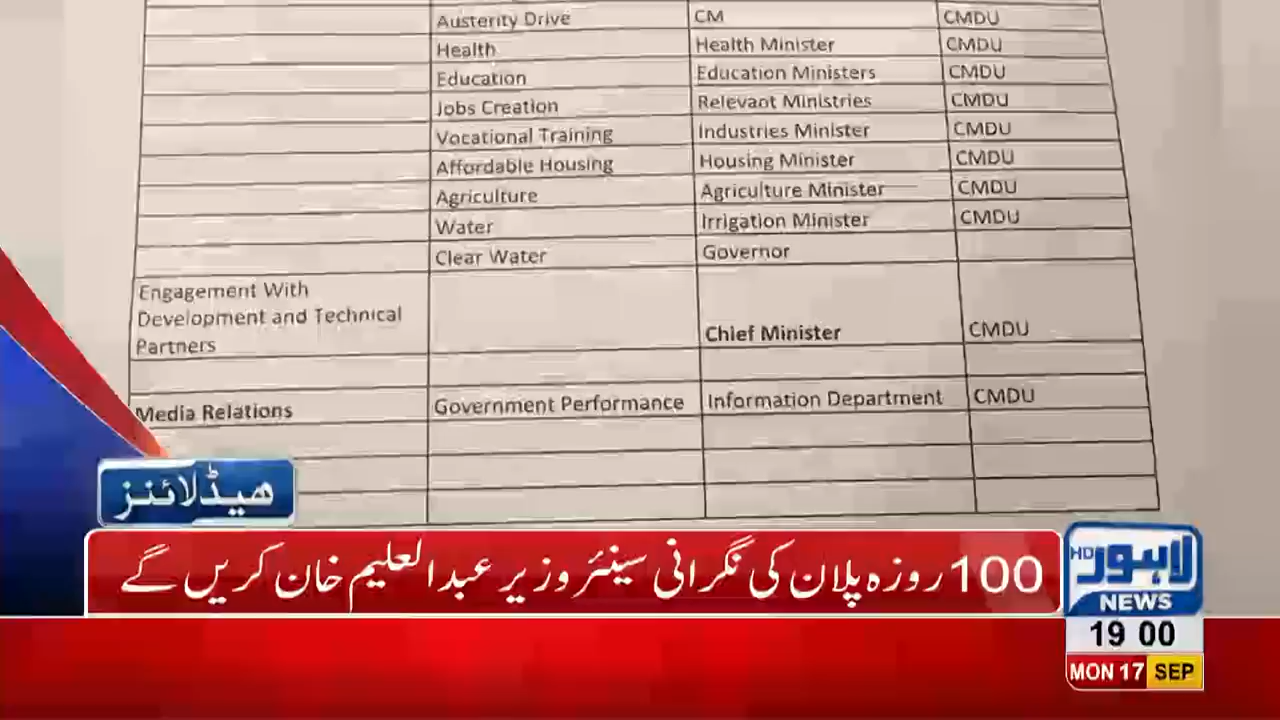 Austerity Drive CM CMDU
Health Health Minister CMDU
Education Education Ministers CMDU
Jobs Creation Relevant Ministries CMDU
Vocational Training Industries Minister CMDU
Affordable Housing Housing Minister CMDU
Agriculture Agriculture Minister CMDU
Water Irrigation Minister CMDU
Clear Water Governor
Engagement With
Development and Technical
Partners Chief Minister CMDU
Media Relations Government Performance Information Department CMDU
ھیڈلائنز
100 روزہ پلان کی نگرانی سینئر وزیر عبدالعلیم خان کریں گے
لاہور HD
NEWS
19 00
MON 17 SEP